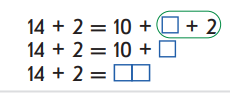 14 + 2 = 10 + □ + 2
14 + 2 = 10 + □
14 + 2 = □□